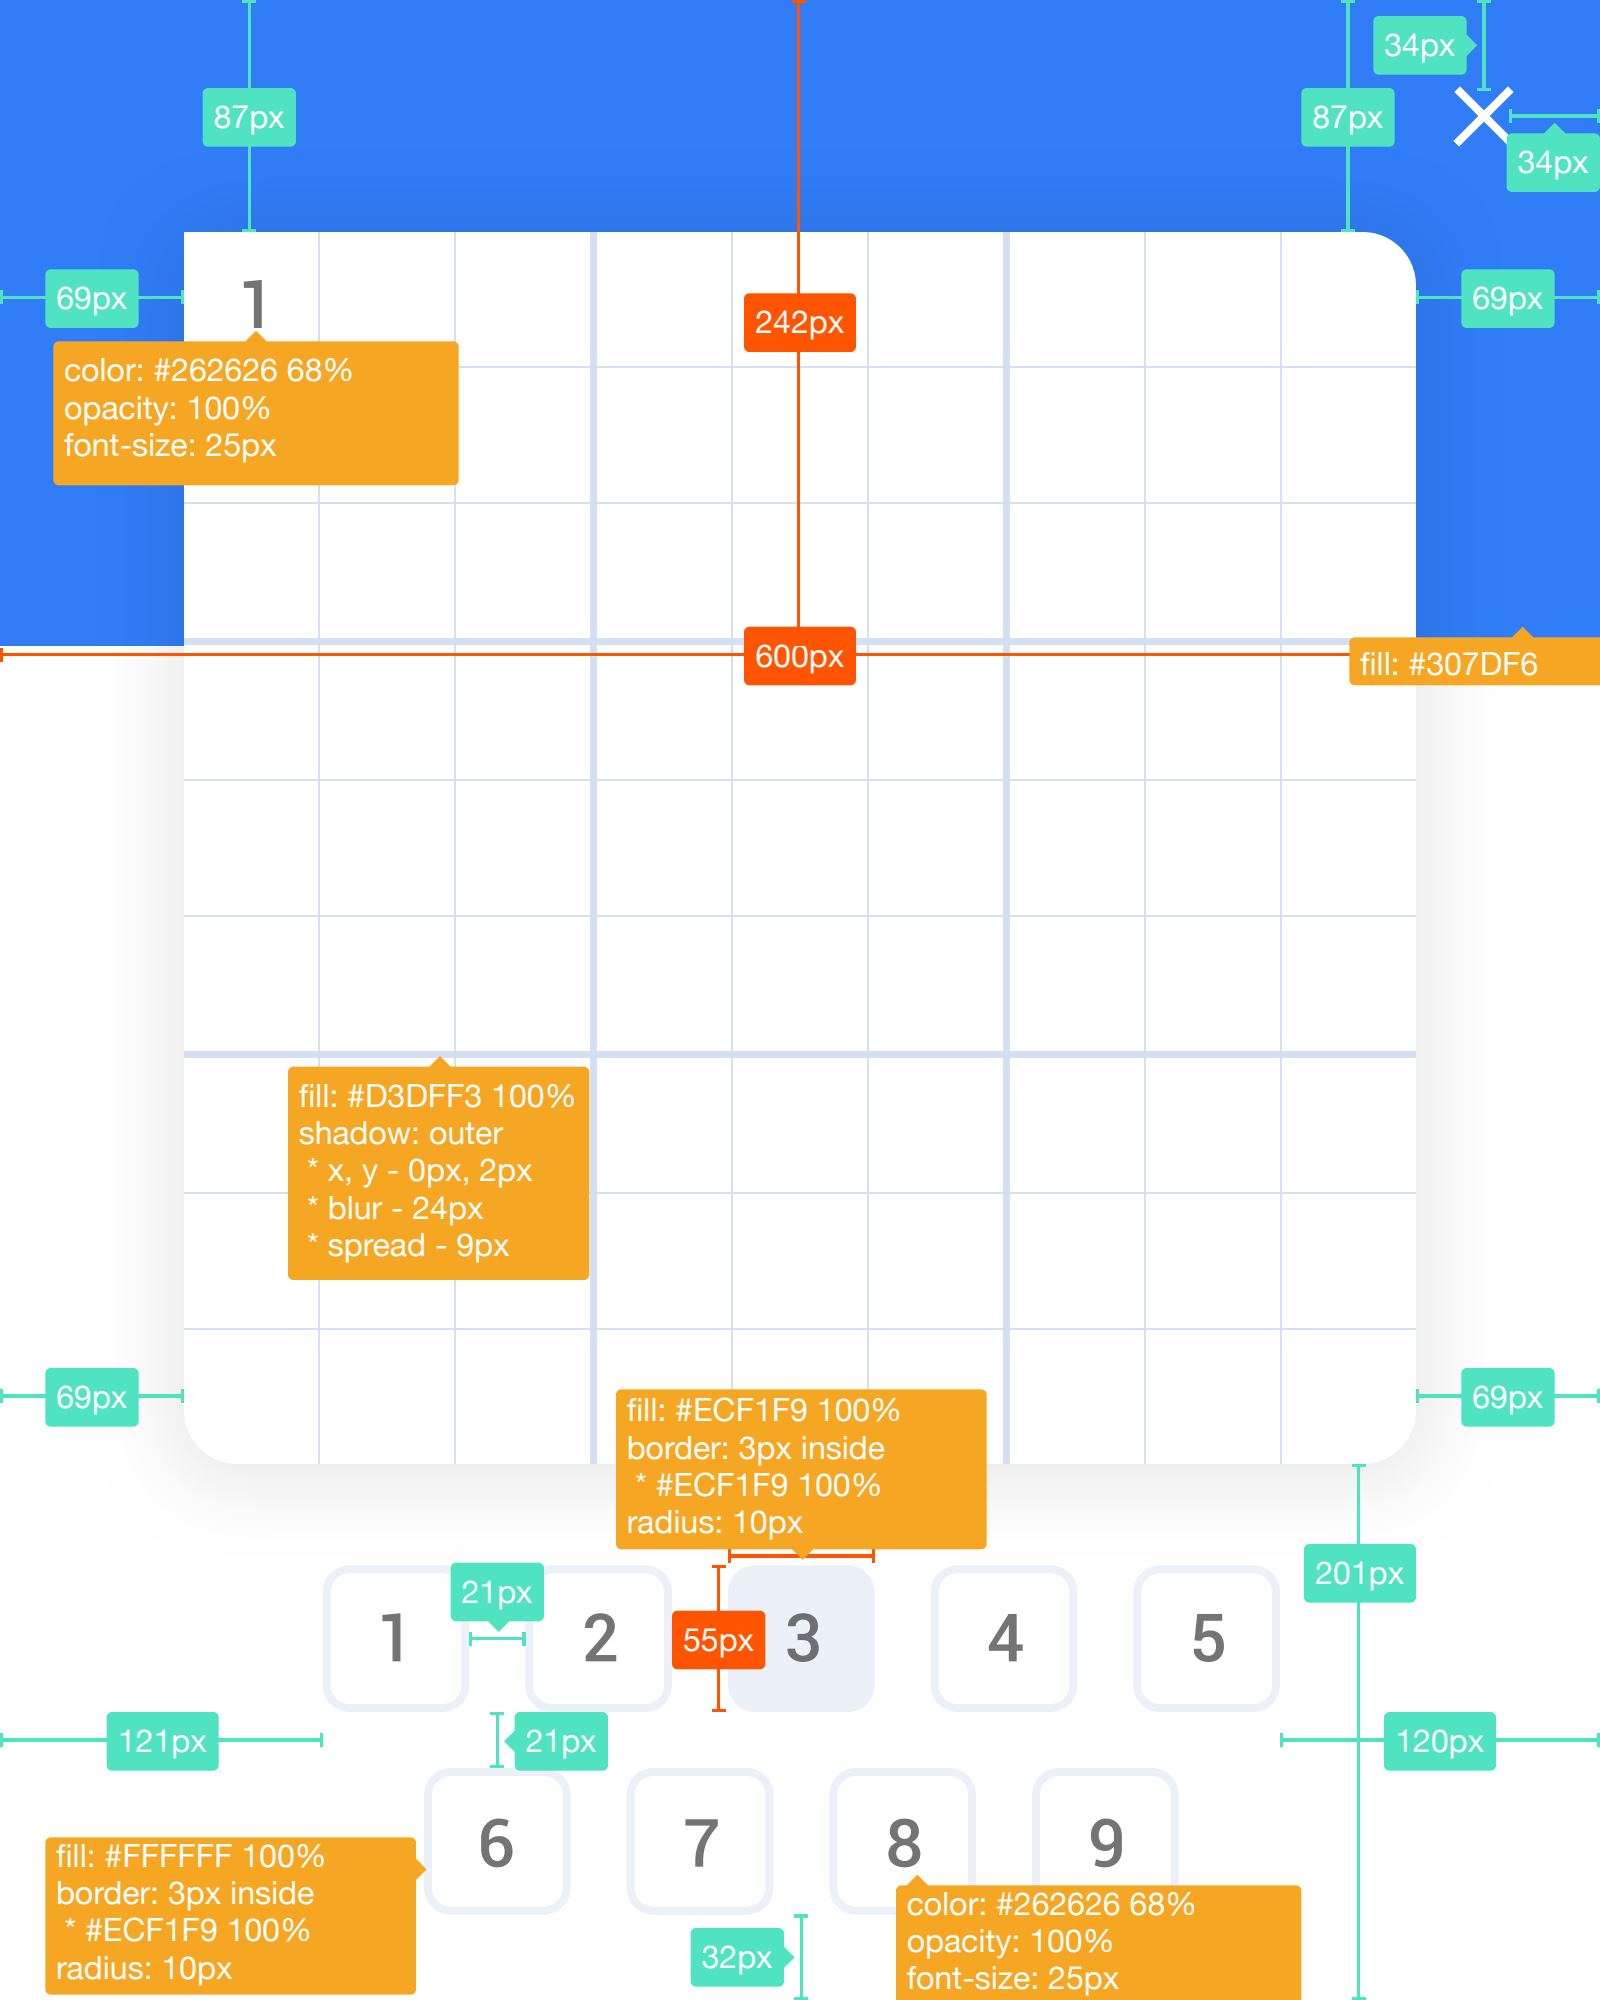 34px
87px
87px
34px
69px
1
242px
69px
color: #262626 68%
opacity: 100%
font-size: 25px
600px
fill: #307DF6
fill: #D3DFF3 100%
shadow: outer
* x, y - 0px, 2px
* blur - 24px
* spread - 9px
69px
69px
fill: #ECF1F9 100%
border: 3px inside
* #ECF1F9 100%
radius: 10px
201px
21px
1
2
55px
3
4
5
121px
21px
120px
6
7
8
9
fill: #FFFFFF 100%
border: 3px inside
* #ECF1F9 100%
radius: 10px
32px
color: #262626 68%
opacity: 100%
font-size: 25px